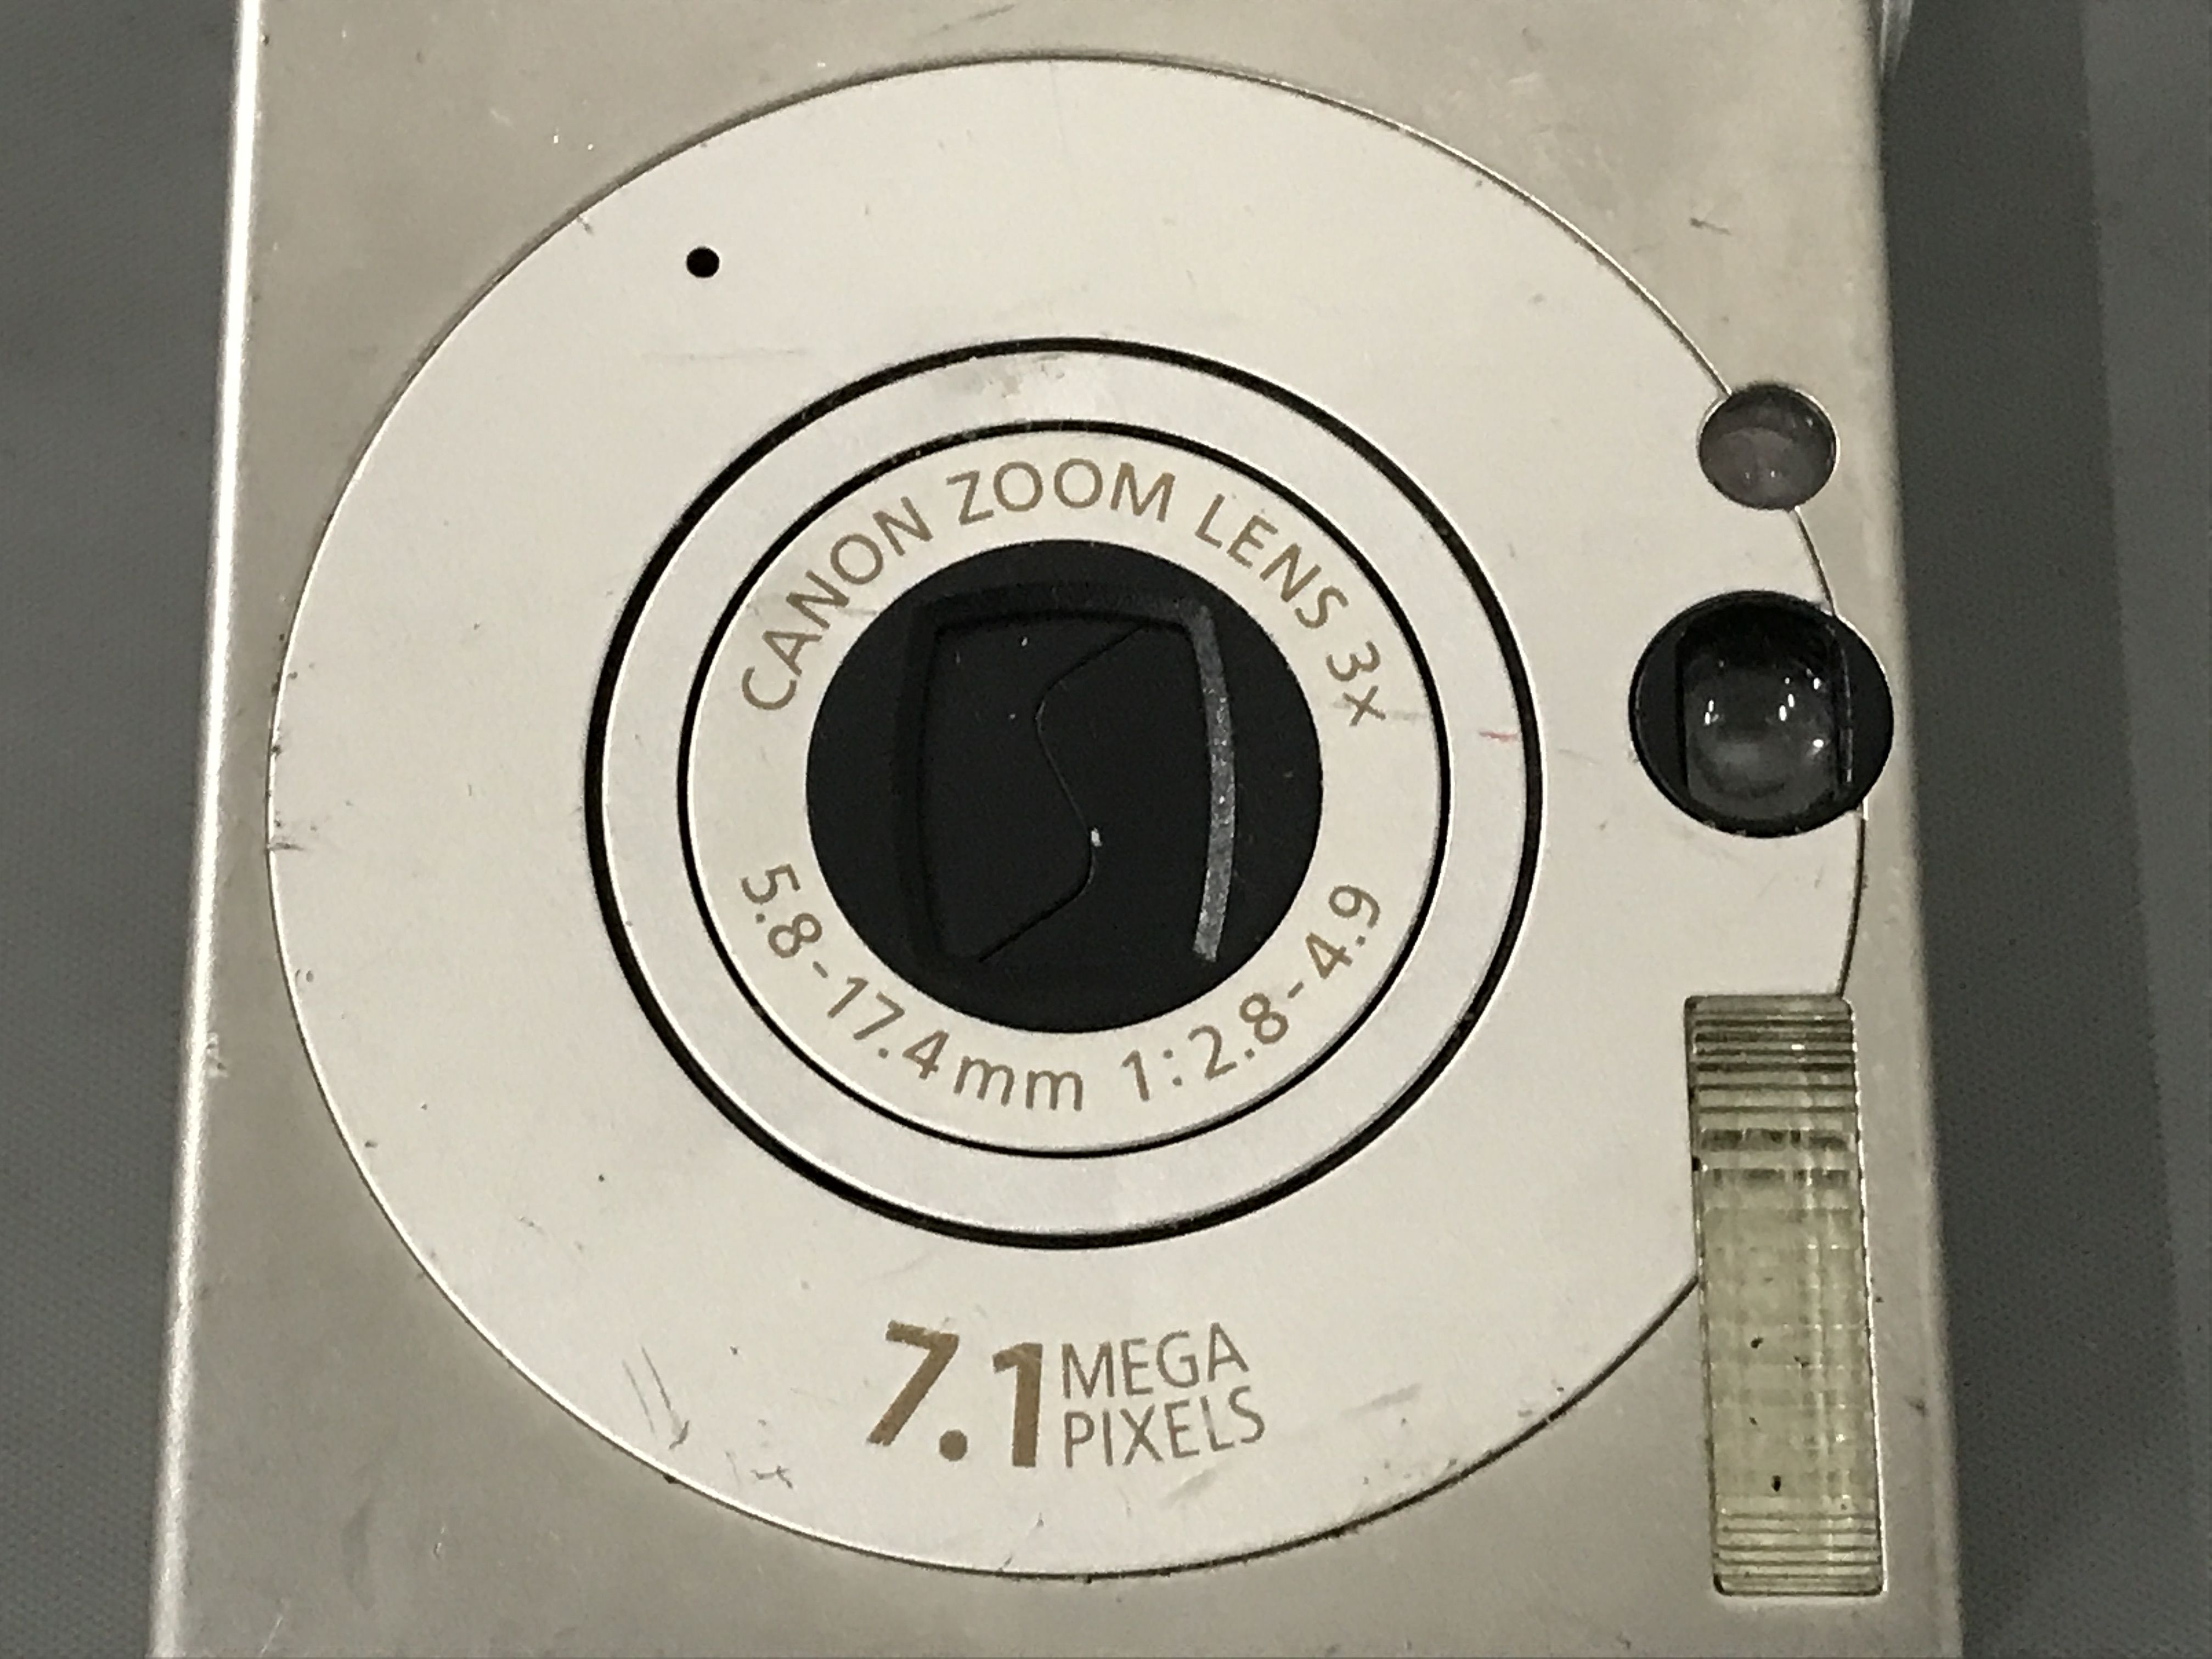 CANON ZOOM LENS 3x
5.8-17.4mm 1:2.8-4.9
7.1 MEGA
PIXELS